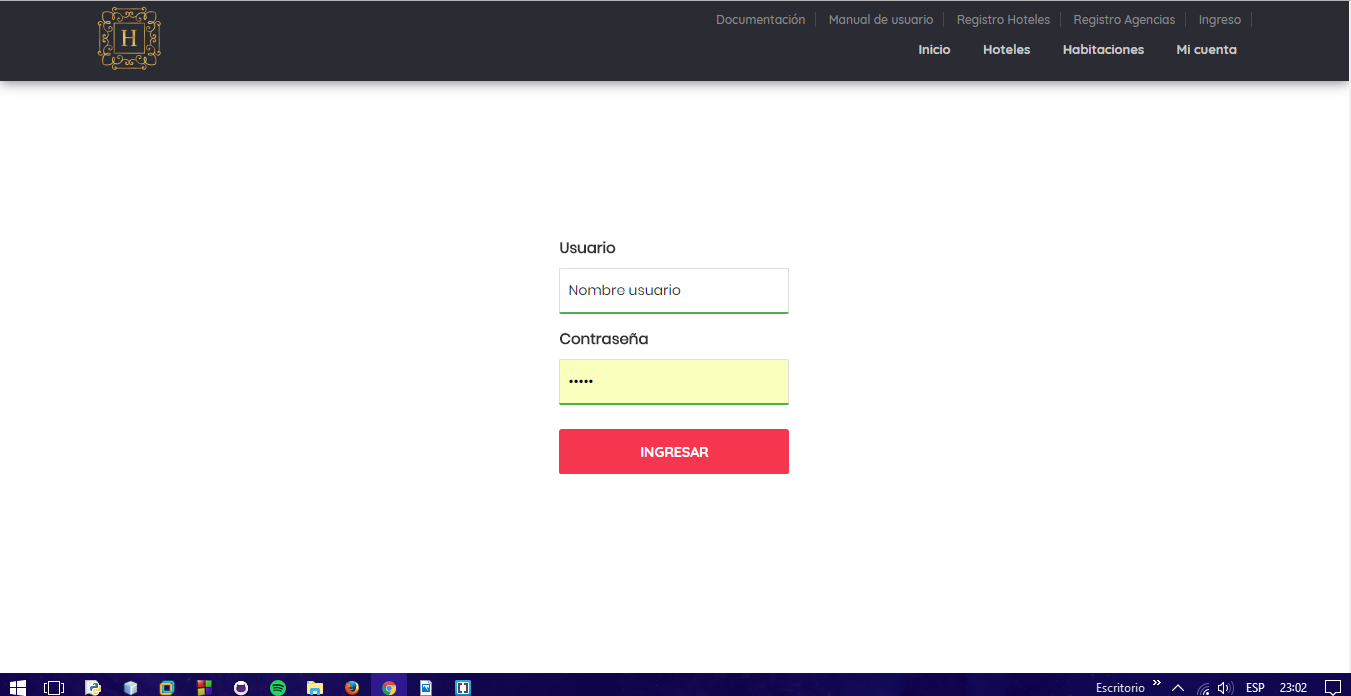 H
Documentación Manual de usuario Registro Hoteles Registro Agencias Ingreso
Inicio Hoteles Habitaciones Mi cuenta
Usuario
Nombre usuario
Contraseña
•••••
INGRESAR
Escritorio » ESP 23:02